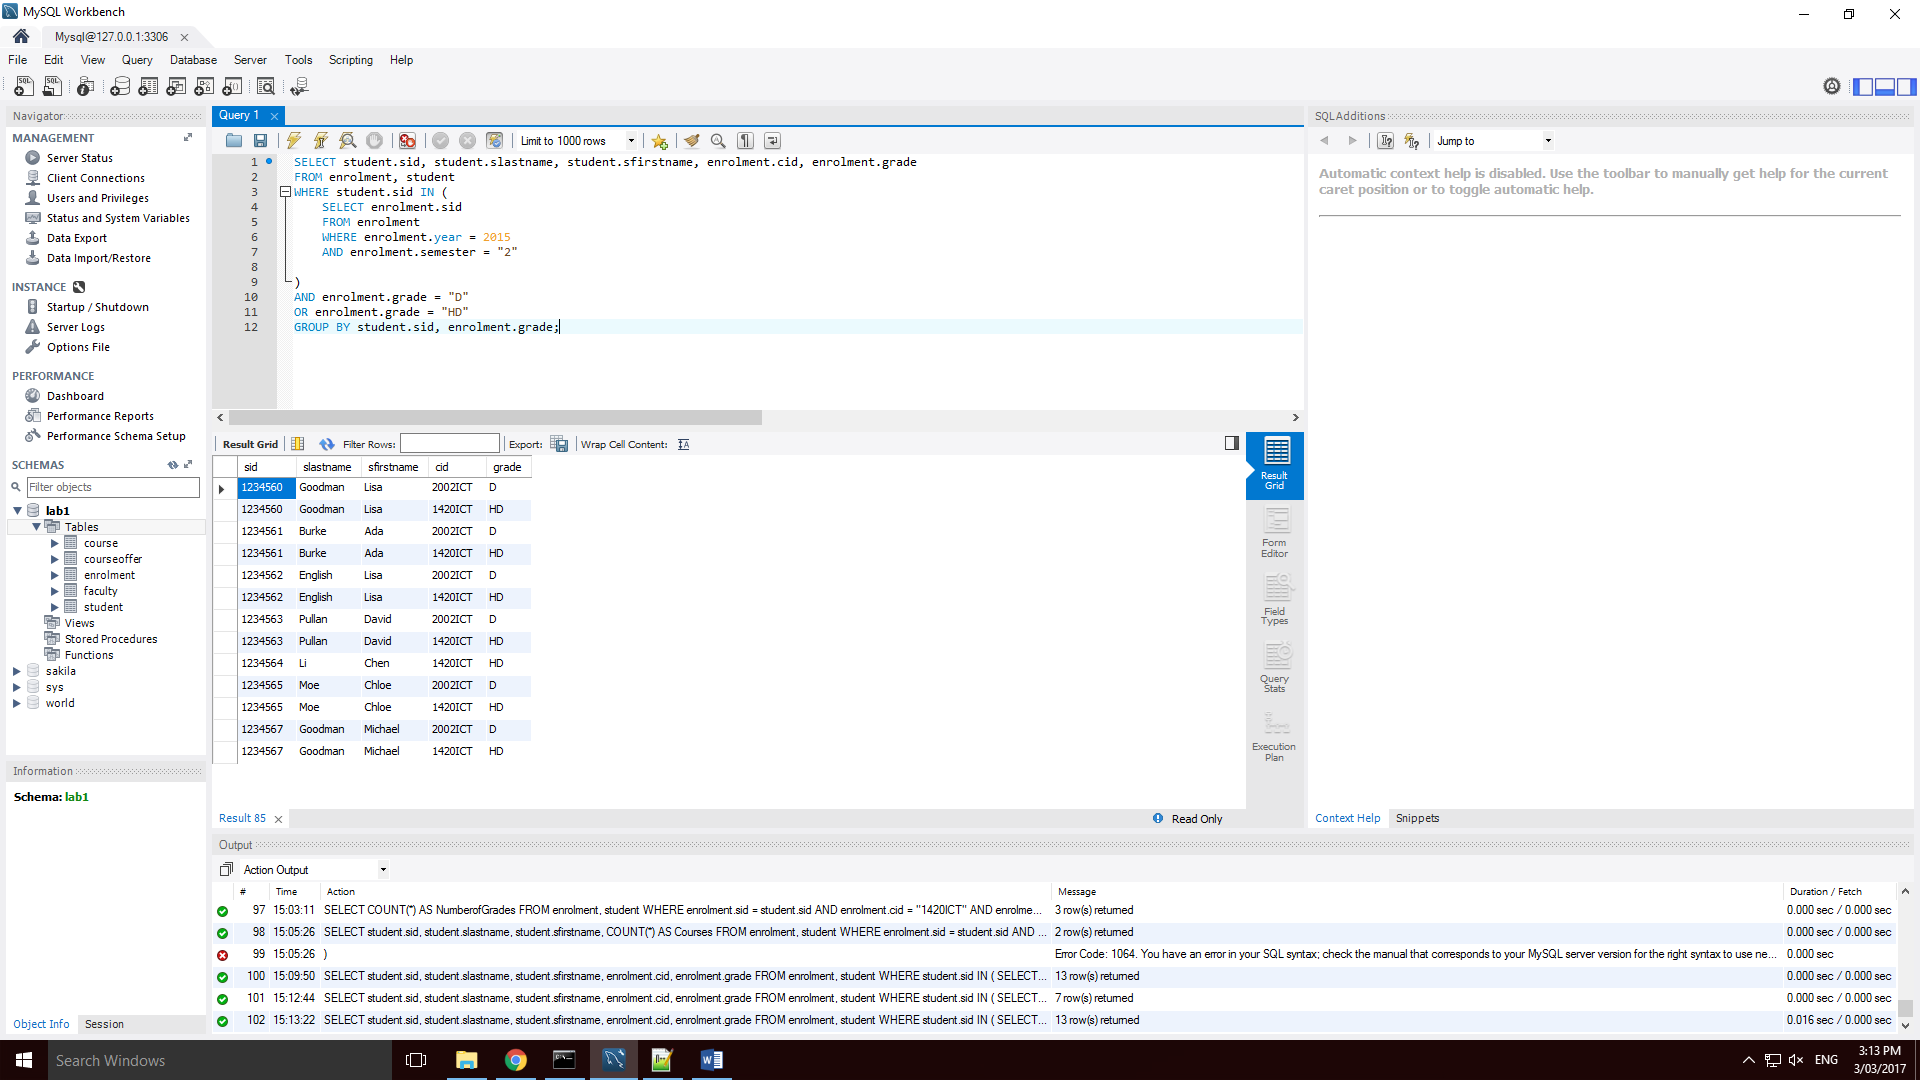 MySQL Workbench
Mysql@127.0.0.1:3306
File Edit View Query Database Server Tools Scripting Help
Navigator
MANAGEMENT
Server Status
Client Connections
Users and Privileges
Status and System Variables
Data Export
Data Import/Restore
INSTANCE
Startup / Shutdown
Server Logs
Options File
PERFORMANCE
Dashboard
Performance Reports
Performance Schema Setup
SCHEMAS
Filter objects
lab1
Tables
course
courseoffer
enrolment
faculty
student
Views
Stored Procedures
Functions
sakila
sys
world
Information
Schema: lab1
Object Info Session
Query 1
Limit to 1000 rows
1 SELECT student.sid, student.slastname, student.sfirstname, enrolment.cid, enrolment.grade
2 FROM enrolment, student
3 WHERE student.sid IN (
4 SELECT enrolment.sid
5 FROM enrolment
6 WHERE enrolment.year = 2015
7 AND enrolment.semester = "2"
8
9 )
10 AND enrolment.grade = "D"
11 OR enrolment.grade = "HD"
12 GROUP BY student.sid, enrolment.grade;
Result Grid Filter Rows: Export: Wrap Cell Content:
sid slastname sfirstname cid grade
1234560 Goodman Lisa 2002ICT D
1234560 Goodman Lisa 1420ICT HD
1234561 Burke Ada 2002ICT D
1234561 Burke Ada 1420ICT HD
1234562 English Lisa 2002ICT D
1234562 English Lisa 1420ICT HD
1234563 Pullan David 2002ICT D
1234563 Pullan David 1420ICT HD
1234564 Li Chen 1420ICT HD
1234565 Moe Chloe 2002ICT D
1234565 Moe Chloe 1420ICT HD
1234567 Goodman Michael 2002ICT D
1234567 Goodman Michael 1420ICT HD
Result Grid
Form Editor
Field Types
Query Stats
Execution Plan
Result 85
Read Only
SQLAdditions
Jump to
Automatic context help is disabled. Use the toolbar to manually get help for the current
caret position or to toggle automatic help.
Context Help Snippets
Output
Action Output
# Time Action Message Duration / Fetch
97 15:03:11 SELECT COUNT(*) AS NumberofGrades FROM enrolment, student WHERE enrolment.sid = student.sid AND enrolment.cid = "1420ICT" AND enrolme... 3 row(s) returned 0.000 sec / 0.000 sec
98 15:05:26 SELECT student.sid, student.slastname, student.sfirstname, COUNT(*) AS Courses FROM enrolment, student WHERE enrolment.sid = student.sid AND ... 2 row(s) returned 0.000 sec / 0.000 sec
99 15:05:26 ) Error Code: 1064. You have an error in your SQL syntax; check the manual that corresponds to your MySQL server version for the right syntax to use ne... 0.000 sec
100 15:09:50 SELECT student.sid, student.slastname, student.sfirstname, enrolment.cid, enrolment.grade FROM enrolment, student WHERE student.sid IN ( SELECT... 13 row(s) returned 0.000 sec / 0.000 sec
101 15:12:44 SELECT student.sid, student.slastname, student.sfirstname, enrolment.cid, enrolment.grade FROM enrolment, student WHERE student.sid IN ( SELECT... 7 row(s) returned 0.000 sec / 0.000 sec
102 15:13:22 SELECT student.sid, student.slastname, student.sfirstname, enrolment.cid, enrolment.grade FROM enrolment, student WHERE student.sid IN ( SELECT... 13 row(s) returned 0.016 sec / 0.000 sec
Search Windows
ENG
3:13 PM
3/03/2017